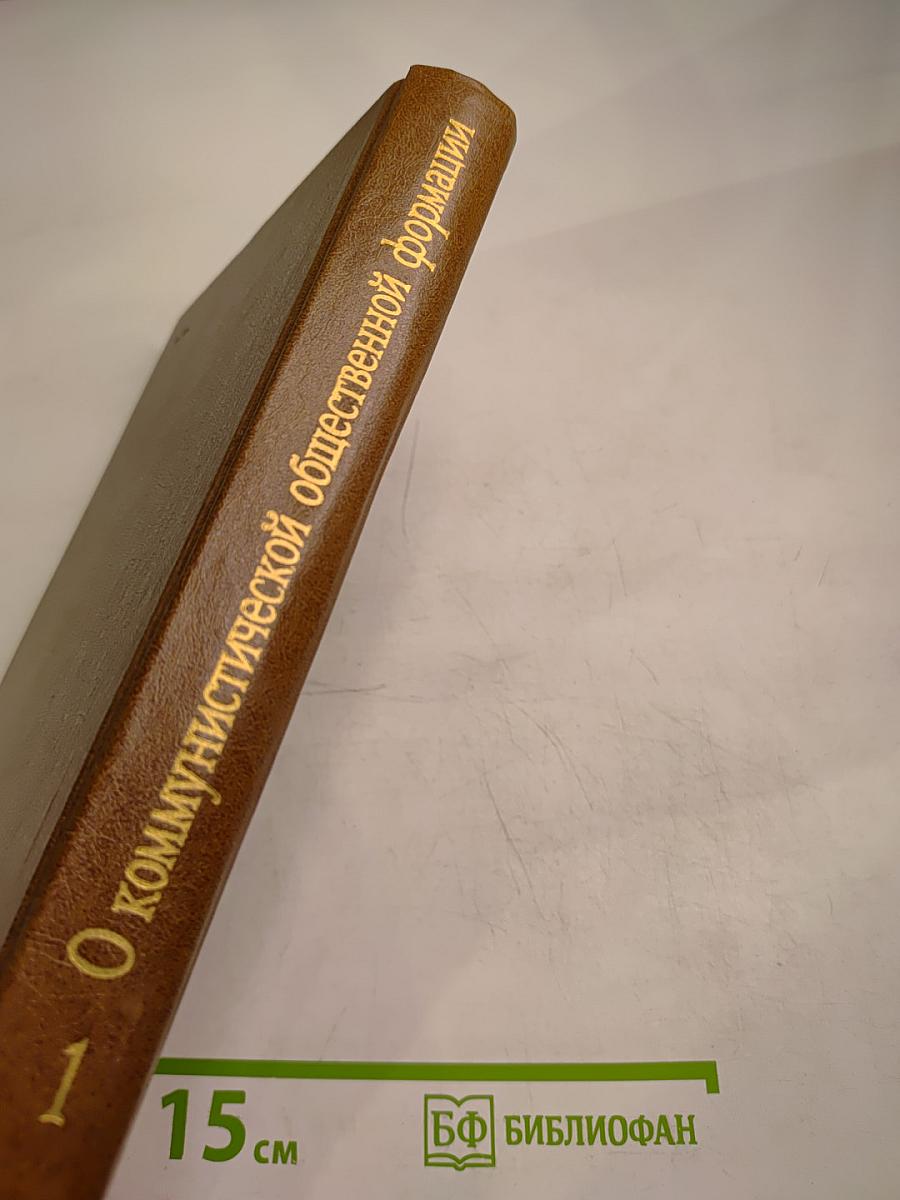 1 О коммунистической общественной формации
15 см
БФ БИБЛИОФАН